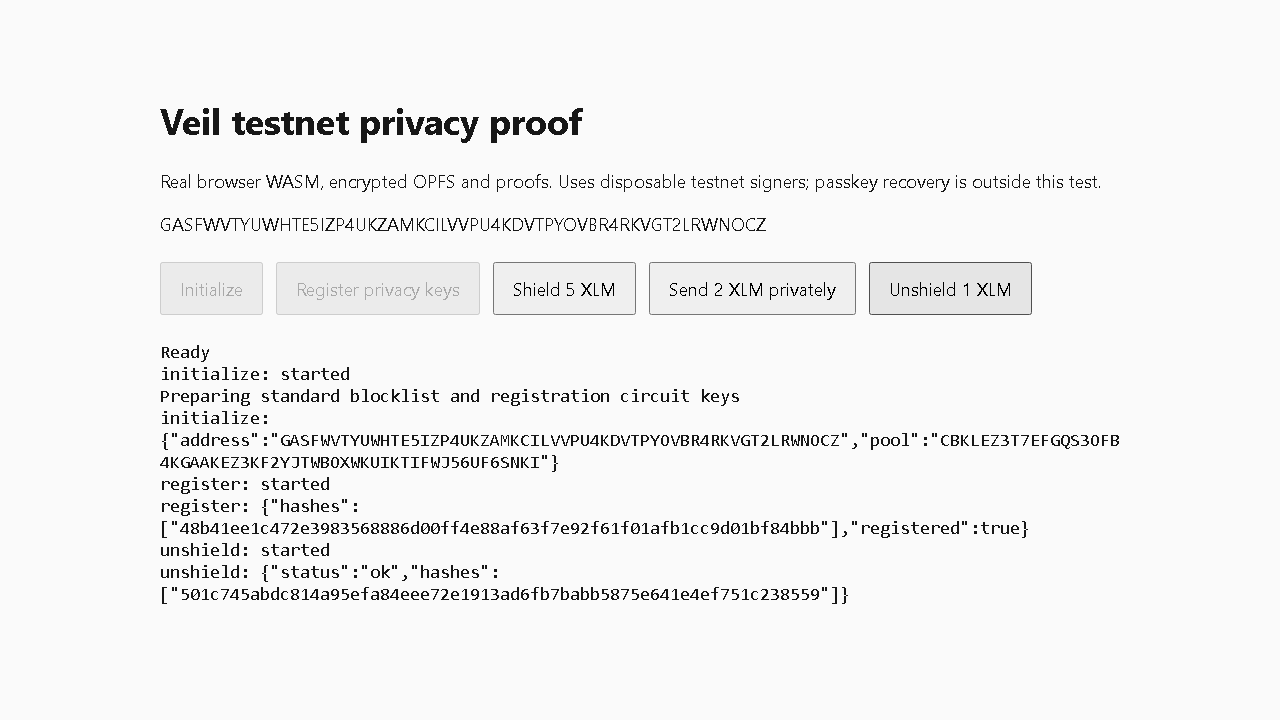 Veil testnet privacy proof
Real browser WASM, encrypted OPFS and proofs. Uses disposable testnet signers; passkey recovery is outside this test.
GASFWVTYUWHTE5IZP4UKZAMKCILVVPU4KDVTPYOVBR4RKVGT2LRWNOCZ
Initialize
Register privacy keys
Shield 5 XLM
Send 2 XLM privately
Unshield 1 XLM
Ready
initialize: started
Preparing standard blocklist and registration circuit keys
initialize:
{"address":"GASFWVTYUWHTE5IZP4UKZAMKCILVVPU4KDVTPYOVBR4RKVGT2LRWNOCZ","pool":"CBKLEZ3T7EFGQS3OFB
4KGAAKEZ3KF2YJTWBOXWKUIKTIFWJ56UF6SNKI"}
register: started
register: {"hashes":
["48b41ee1c472e3983568886d00ff4e88af63f7e92f61f01afb1cc9d01bf84bbb"],"registered":true}
unshield: started
unshield: {"status":"ok","hashes":
["501c745abdc814a95efa84eee72e1913ad6fb7babb5875e641e4ef751c238559"]}